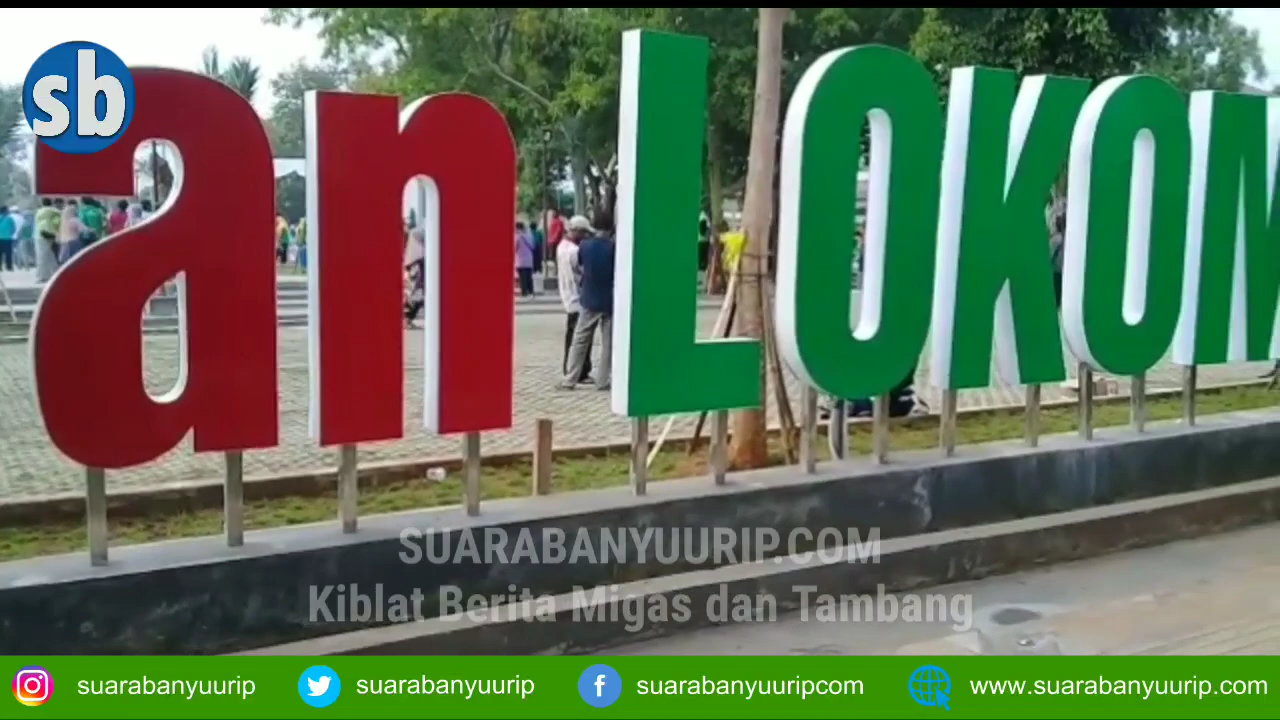 sb
an LOKOM
SUARABANYUURIP.COM
Kiblat Berita Migas dan Tambang
suarabanyuurip
suarabanyuurip
suarabanyuuripcom
www.suarabanyuurip.com